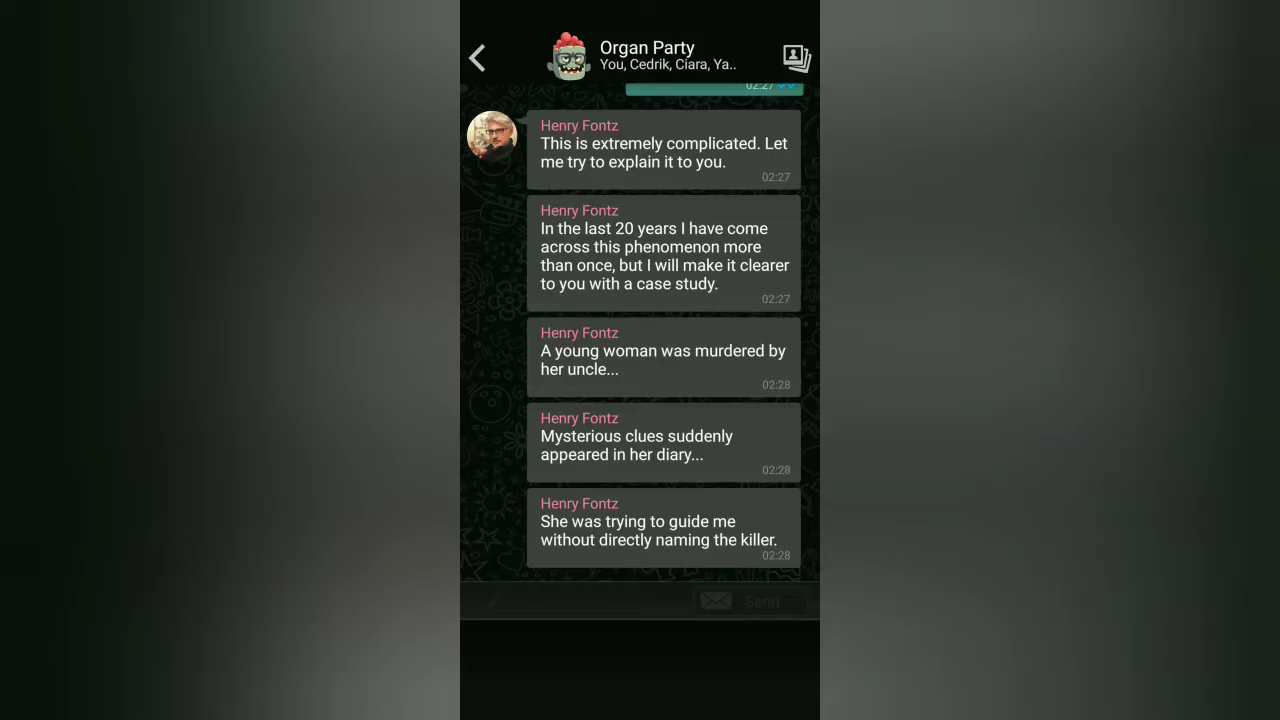 Organ Party
You, Cedrik, Ciara, Ya..
02:27
Henry Fontz
This is extremely complicated. Let
me try to explain it to you.
02:27
Henry Fontz
In the last 20 years I have come
across this phenomenon more
than once, but I will make it clearer
to you with a case study.
02:27
Henry Fontz
A young woman was murdered by
her uncle...
02:28
Henry Fontz
Mysterious clues suddenly
appeared in her diary...
02:28
Henry Fontz
She was trying to guide me
without directly naming the killer.
02:28
Send